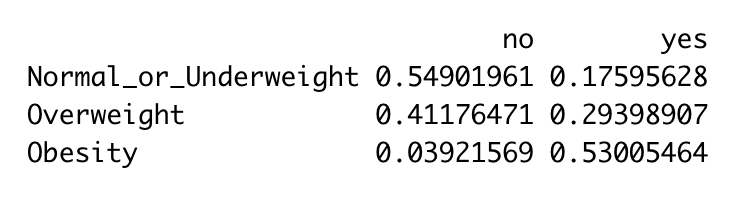 no yes
Normal_or_Underweight 0.54901961 0.17595628
Overweight 0.41176471 0.29398907
Obesity 0.03921569 0.53005464